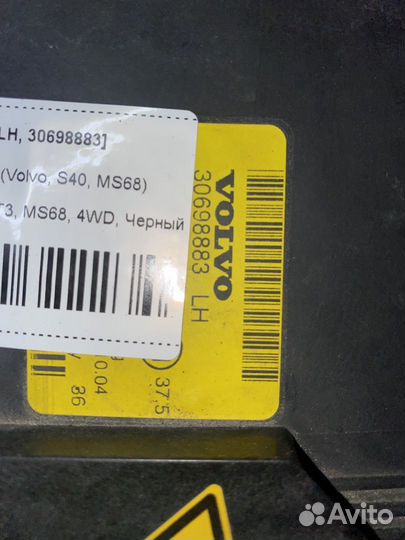 LH, 30698883]
(Volvo, S40, MS68)
T3, MS68, 4WD, Черный
VOLVO
30698883 LH
37,5
0.04
36
Avito